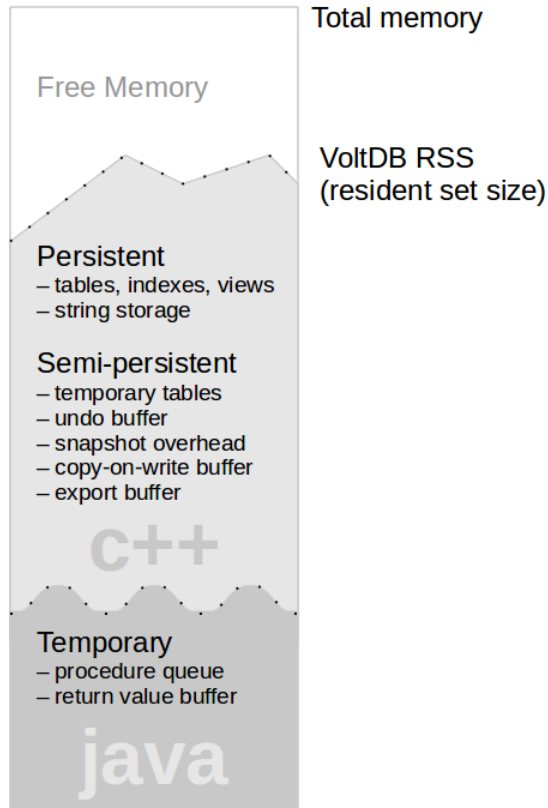 Total memory
Free Memory
VoltDB RSS
(resident set size)
Persistent
– tables, indexes, views
– string storage
Semi-persistent
– temporary tables
– undo buffer
– snapshot overhead
– copy-on-write buffer
– export buffer
c++
Temporary
– procedure queue
– return value buffer
java